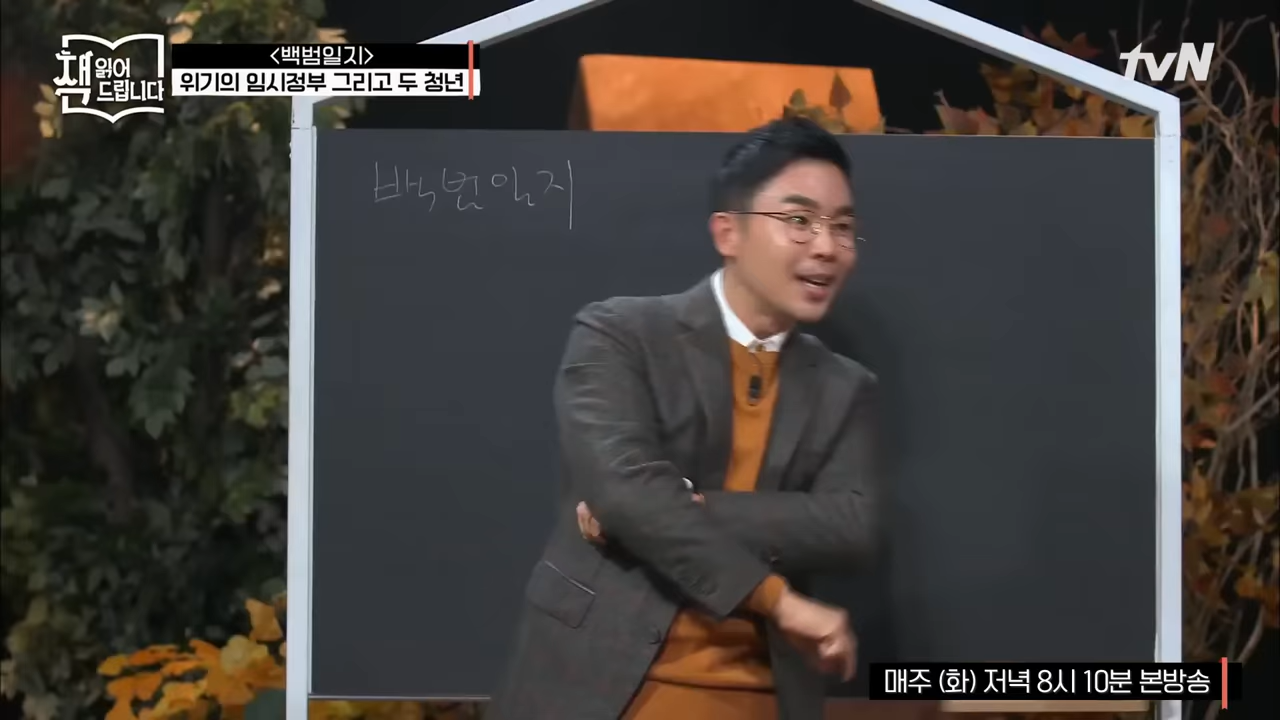 책 읽어
드립니다
<백범일지>
위기의 임시정부 그리고 두 청년
tvN
백범일지
매주 (화) 저녁 8시 10분 본방송